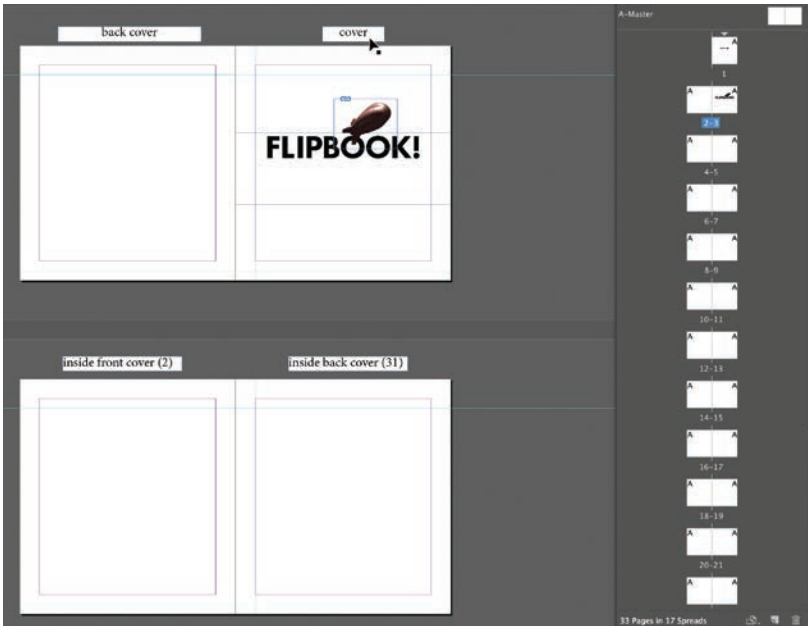 back cover
cover
FLIPBOOK!
inside front cover (2)
inside back cover (31)
A-Master
A
1
A A
2-3
A A
4-5
A A
6-7
A A
8-9
A A
10-11
A A
12-13
A A
14-15
A A
16-17
A A
18-19
A A
20-21
A A
33 Pages in 17 Spreads